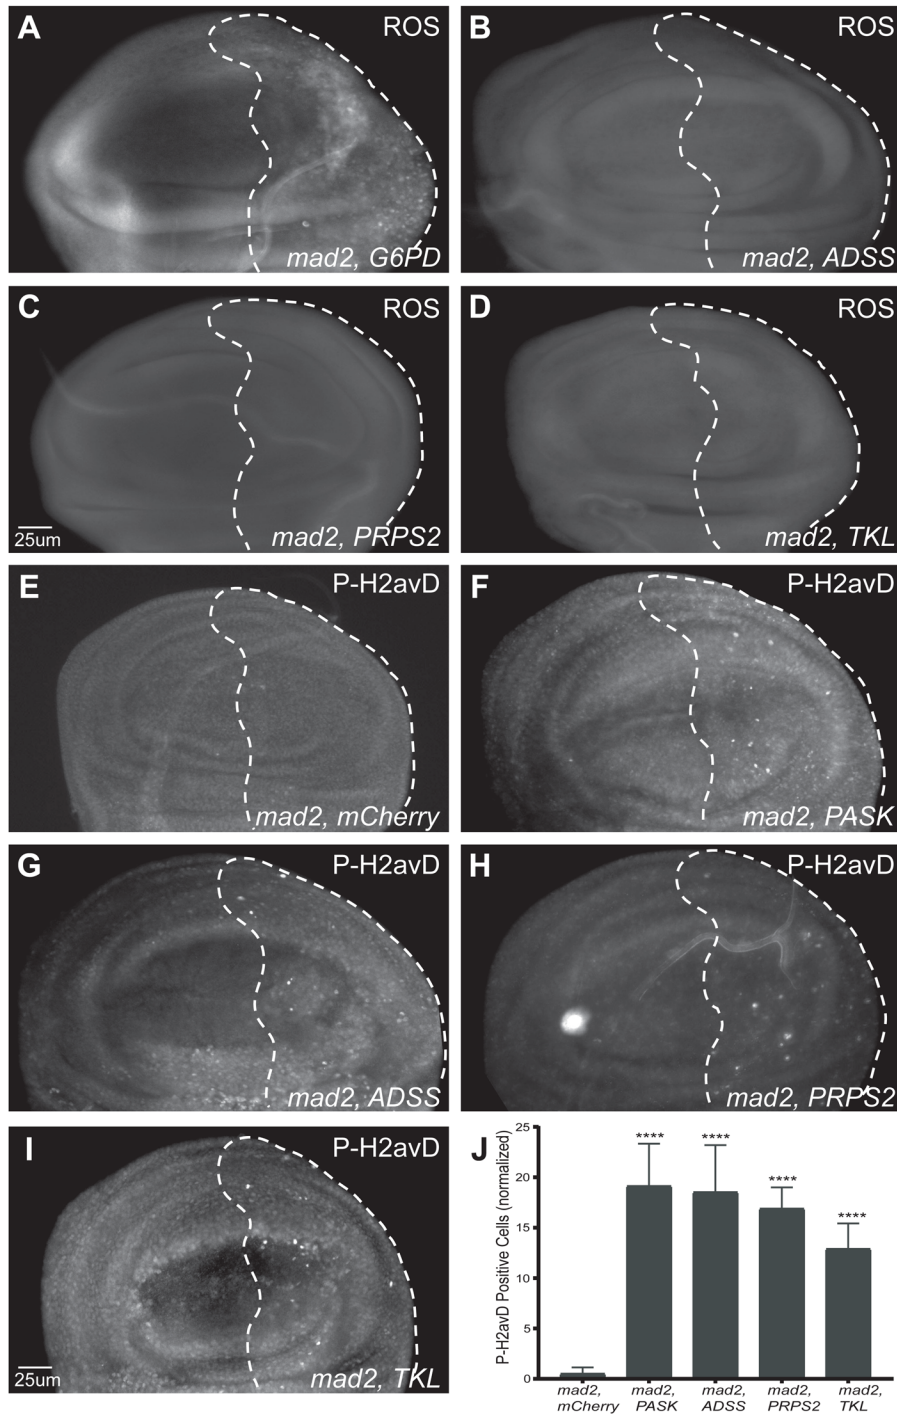 A ROS
mad2, G6PD
B ROS
mad2, ADSS
C ROS
25um
mad2, PRPS2
D ROS
mad2, TKL
E P-H2avD
mad2, mCherry
F P-H2avD
mad2, PASK
G P-H2avD
mad2, ADSS
H P-H2avD
mad2, PRPS2
I P-H2avD
25um
mad2, TKL
J
P-H2avD Positive Cells (normalized)
25
20
15
10
5
0
****
****
****
****
mad2,
mCherry
mad2,
PASK
mad2,
ADSS
mad2,
PRPS2
mad2,
TKL